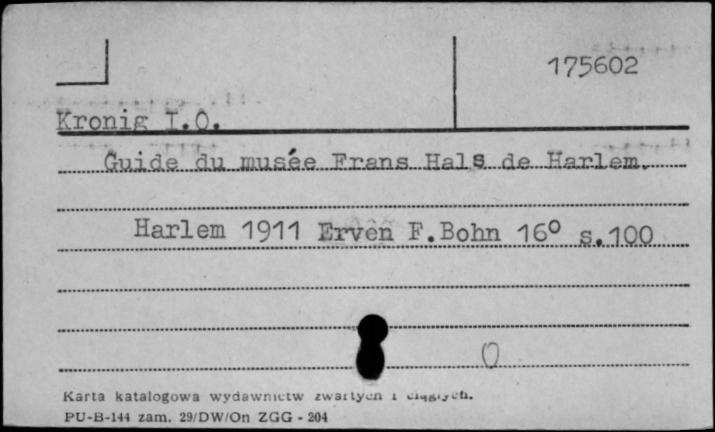 175602
Kronig I.O.
Guide du musée Frans Hals de Harlem.
Harlem 1911 Erven F.Bohn 16° s.100
O
Karta katalogowa wydawnictw zwartych i ciągłych.
PU-B-144 zam. 29/DW/On ZGG - 204